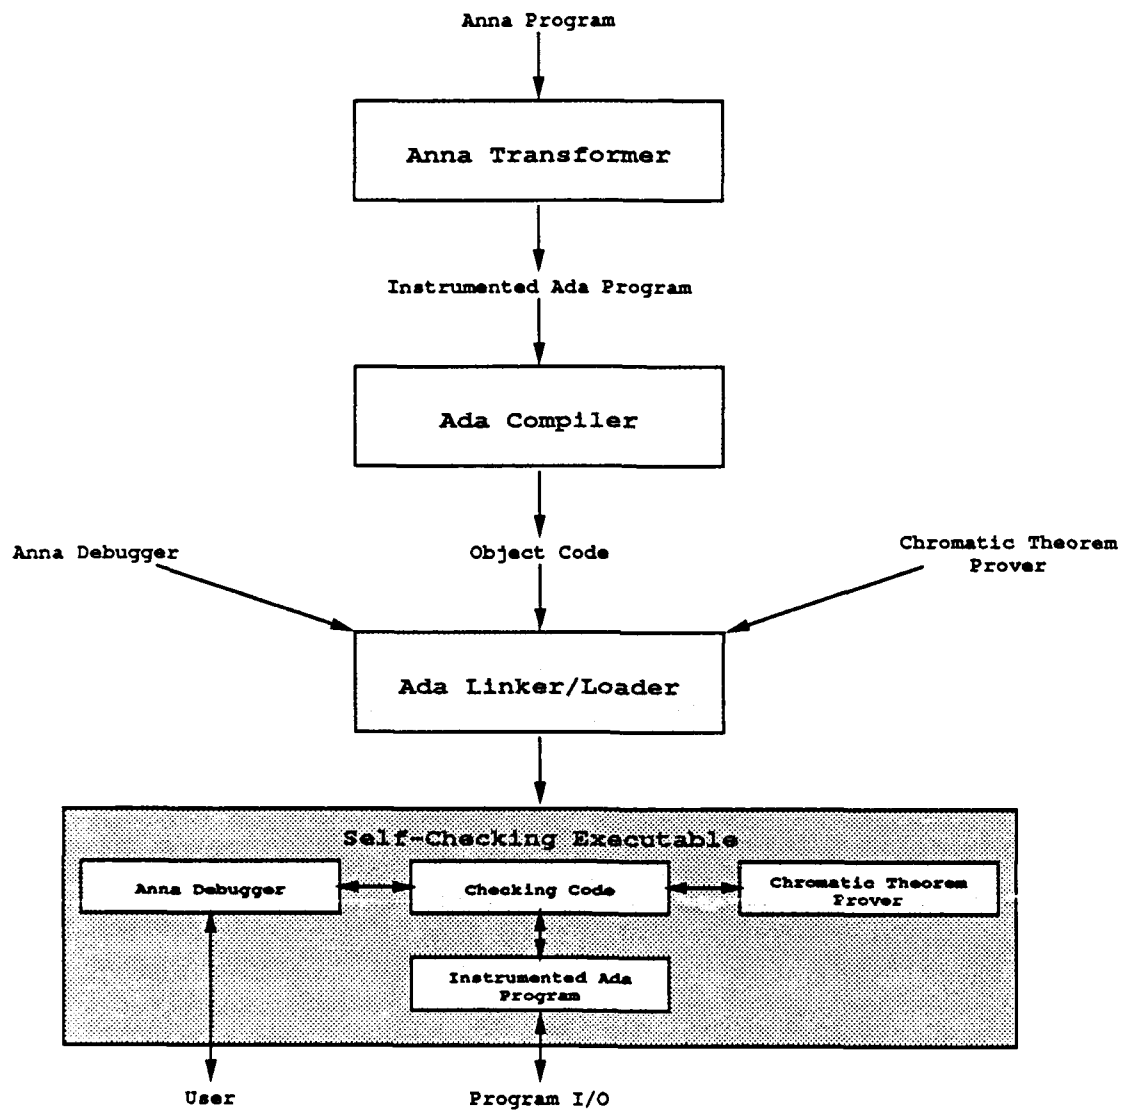 Anna Program
Anna Transformer
Instrumented Ada Program
Ada Compiler
Anna Debugger
Object Code
Chromatic Theorem
Prover
Ada Linker/Loader
Self-Checking Executable
Anna Debugger
Checking Code
Chromatic Theorem
Prover
Instrumented Ada
Program
User
Program I/O